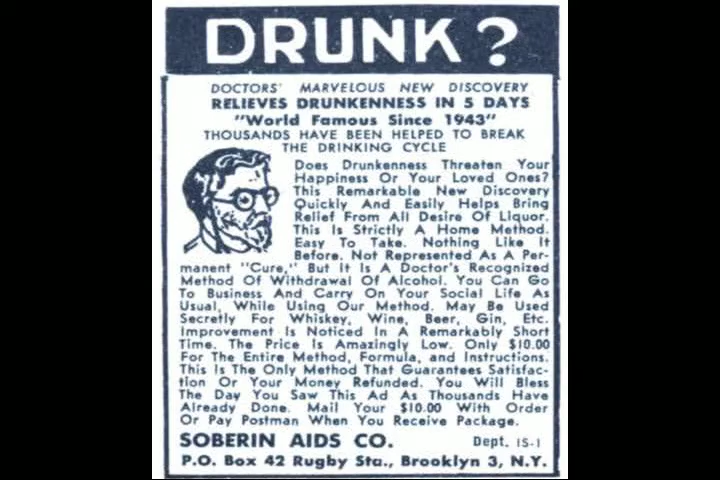 DRUNK?
DOCTORS' MARVELOUS NEW DISCOVERY
RELIEVES DRUNKENNESS IN 5 DAYS
"World Famous Since 1943"
THOUSANDS HAVE BEEN HELPED TO BREAK
THE DRINKING CYCLE
Does Drunkenness Threaten Your
Happiness Or Your Loved Ones?
This Remarkable New Discovery
Quickly And Easily Helps Bring
Relief From All Desire Of Liquor.
This Is Strictly A Home Method.
Easy To Take. Nothing Like It
Before. Not Represented As A Per-
manent "Cure," But It Is A Doctor's Recognized
Method Of Withdrawal Of Alcohol. You Can Go
To Business And Carry On Your Social Life As
Usual, While Using Our Method. May Be Used
Secretly For Whiskey, Wine, Beer, Gin, Etc.
Improvement Is Noticed In A Remarkably Short
Time. The Price Is Amazingly Low. Only $10.00
For The Entire Method, Formula, and Instructions.
This Is The Only Method That Guarantees Satisfac-
tion Or Your Money Refunded. You Will Bless
The Day You Saw This Ad As Thousands Have
Already Done. Mail Your $10.00 With Order
Or Pay Postman When You Receive Package.
SOBERIN AIDS CO. Dept. IS-1
P.O. Box 42 Rugby Sta., Brooklyn 3, N.Y.